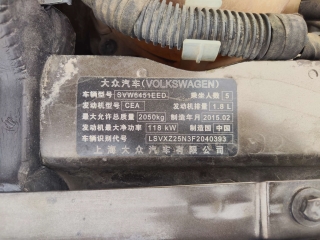 大众汽车(VOLKSWAGEN)
车辆型号 SVW6451EED 乘坐人数 5
发动机型号 CEA 发动机排量 1.8 L
最大允许总质量 2050kg 制造年月 2015.02
发动机最大净功率 118 kW 制造国 中国
车辆识别代号 LSVXZ25N3F2040393
上海大众汽车有限公司